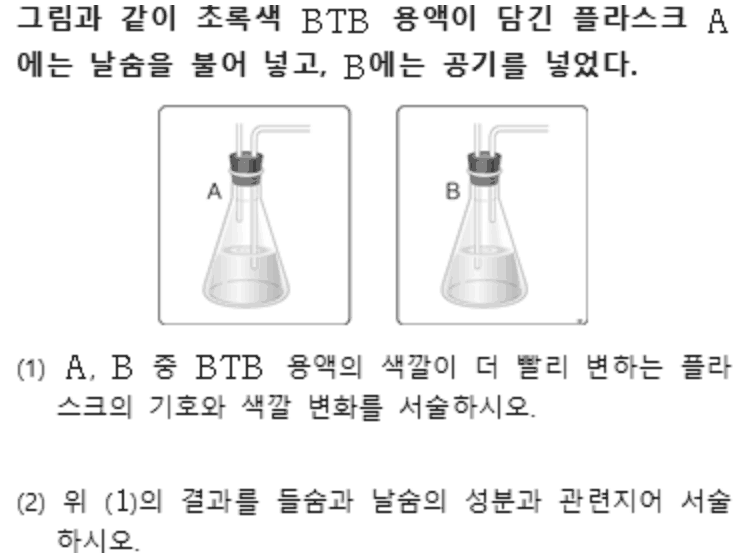 그림과 같이 초록색 BTB 용액이 담긴 플라스크 A
에는 날숨을 불어 넣고, B에는 공기를 넣었다.
A
B
(1) A, B 중 BTB 용액의 색깔이 더 빨리 변하는 플라
스크의 기호와 색깔 변화를 서술하시오.
(2) 위 (1)의 결과를 들숨과 날숨의 성분과 관련지어 서술
하시오.